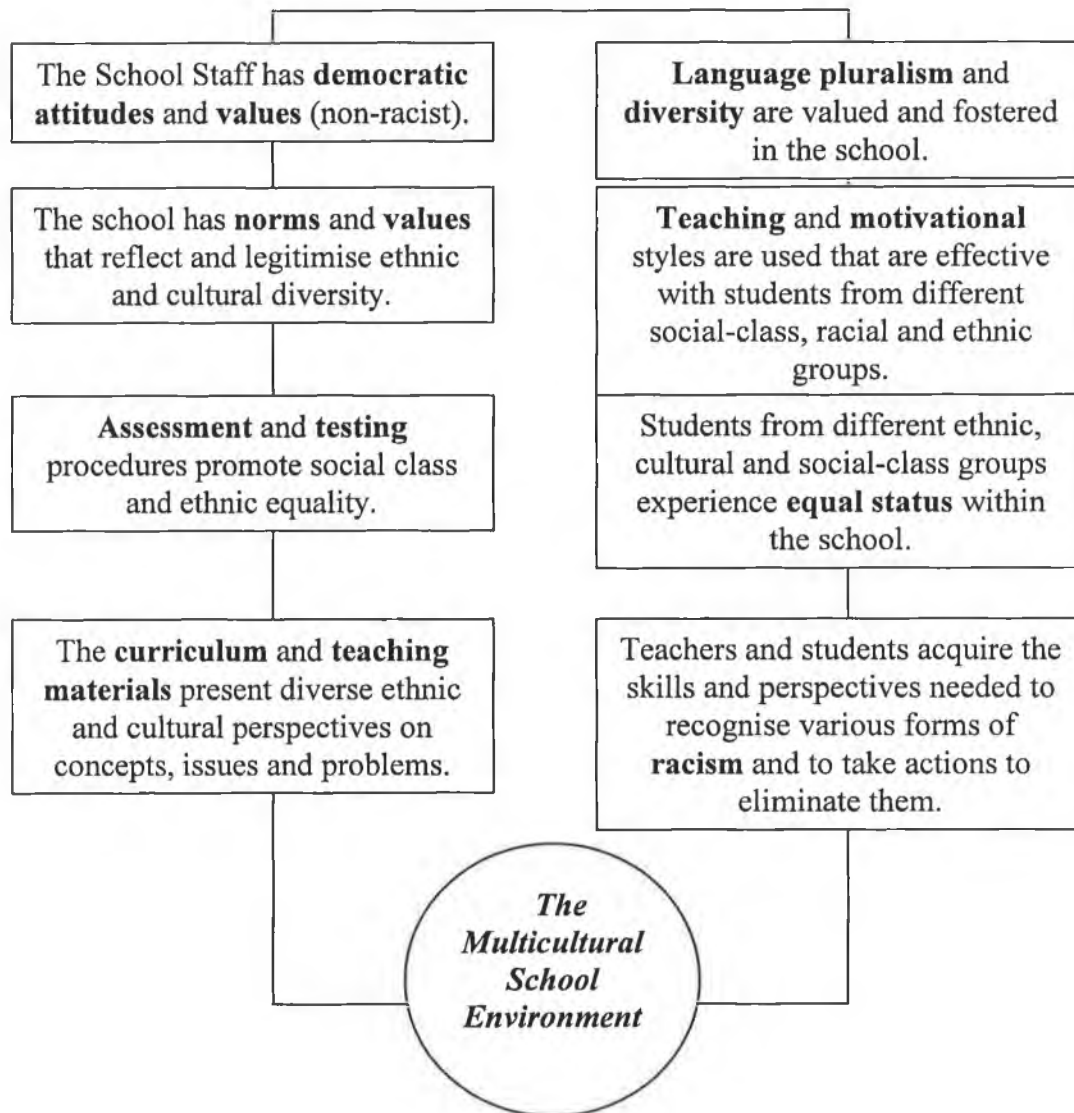 The School Staff has democratic
attitudes and values (non-racist).
The school has norms and values
that reflect and legitimise ethnic
and cultural diversity.
Assessment and testing
procedures promote social class
and ethnic equality.
The curriculum and teaching
materials present diverse ethnic
and cultural perspectives on
concepts, issues and problems.
Language pluralism and
diversity are valued and fostered
in the school.
Teaching and motivational
styles are used that are effective
with students from different
social-class, racial and ethnic
groups.
Students from different ethnic,
cultural and social-class groups
experience equal status within
the school.
Teachers and students acquire the
skills and perspectives needed to
recognise various forms of
racism and to take actions to
eliminate them.
The
Multicultural
School
Environment